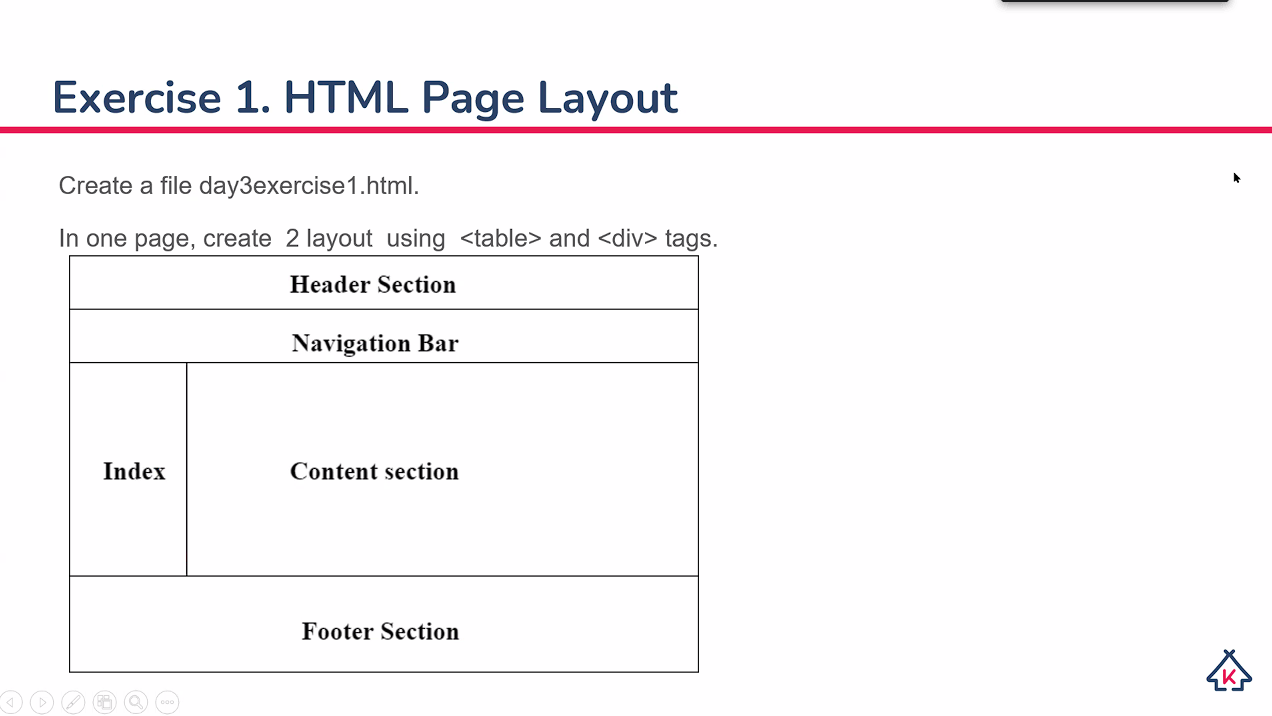 Exercise 1. HTML Page Layout
Create a file day3exercise1.html.
In one page, create  2 layout  using  <table> and <div> tags.
Header Section
Navigation Bar
Index
Content section
Footer Section
K